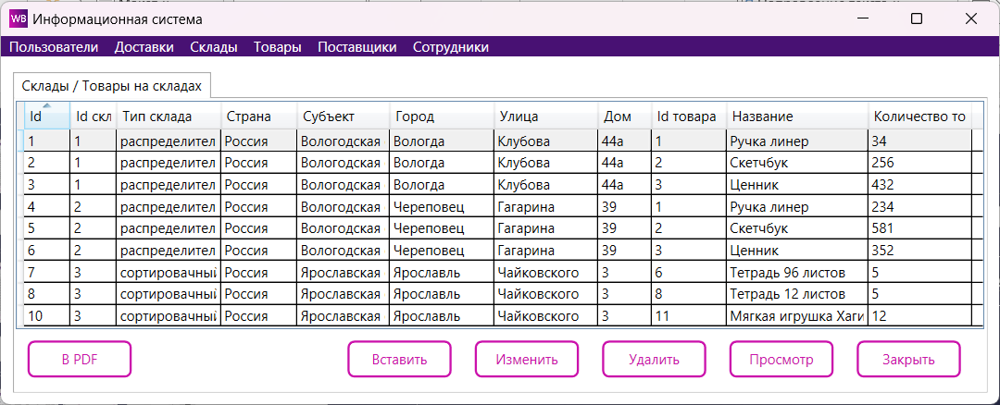 WB Информационная система
Пользователи Доставки Склады Товары Поставщики Сотрудники
Склады / Товары на складах
Id Id скл Тип склада Страна Субъект Город Улица Дом Id товара Название Количество то
1 1 распределител Россия Вологодская Вологда Клубова 44а 1 Ручка линер 34
2 1 распределител Россия Вологодская Вологда Клубова 44а 2 Скетчбук 256
3 1 распределител Россия Вологодская Вологда Клубова 44а 3 Ценник 432
4 2 распределител Россия Вологодская Череповец Гагарина 39 1 Ручка линер 234
5 2 распределител Россия Вологодская Череповец Гагарина 39 2 Скетчбук 581
6 2 распределител Россия Вологодская Череповец Гагарина 39 3 Ценник 352
7 3 сортировачный Россия Ярославская Ярославль Чайковского 3 6 Тетрадь 96 листов 5
8 3 сортировачный Россия Ярославская Ярославль Чайковского 3 8 Тетрадь 12 листов 5
10 3 сортировачный Россия Ярославская Ярославль Чайковского 3 11 Мягкая игрушка Хаги 12
В PDF Вставить Изменить Удалить Просмотр Закрыть